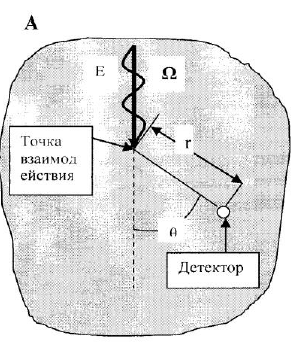 А
E Ω
Точка
взаимод
ействия
r
θ
Детектор